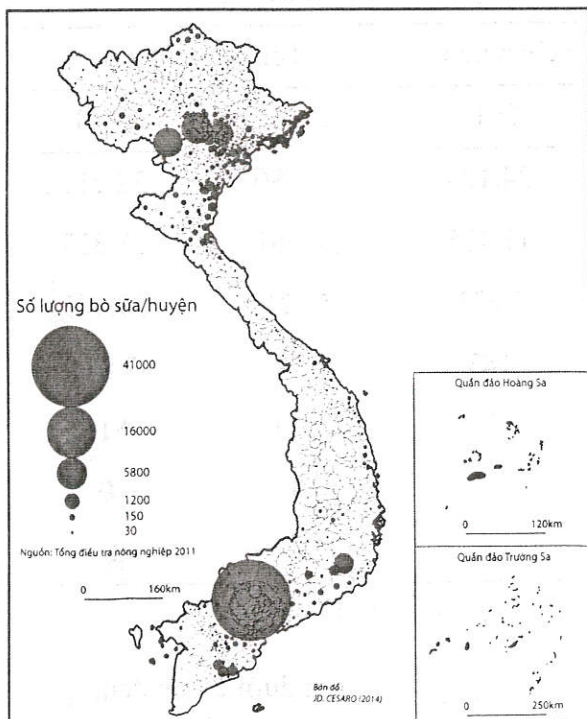 Số lượng bò sữa/huyện
41000
16000
5800
1200
150
30
Nguồn: Tổng điều tra nông nghiệp 2011
0 160km
Bản đồ:
JD. CESARO (2014)
Quần đảo Hoàng Sa
0 120km
Quần đảo Trường Sa
0 250km